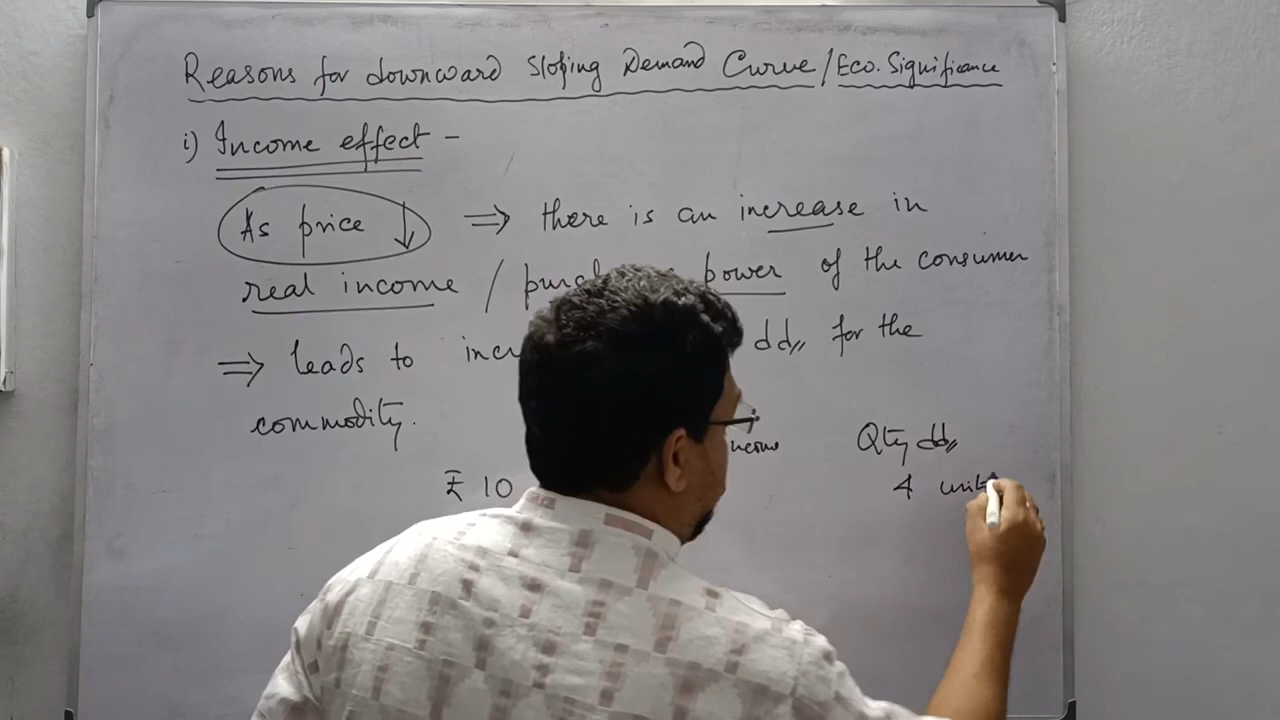 Reasons for downward Sloping Demand Curve / Eco. Significance
i) Income effect -
As price ↓ ⇒ there is an increase in
real income / power of the consumer
⇒ leads to dd,, for the
commodity.
Qty dd,,
₹ 10 4